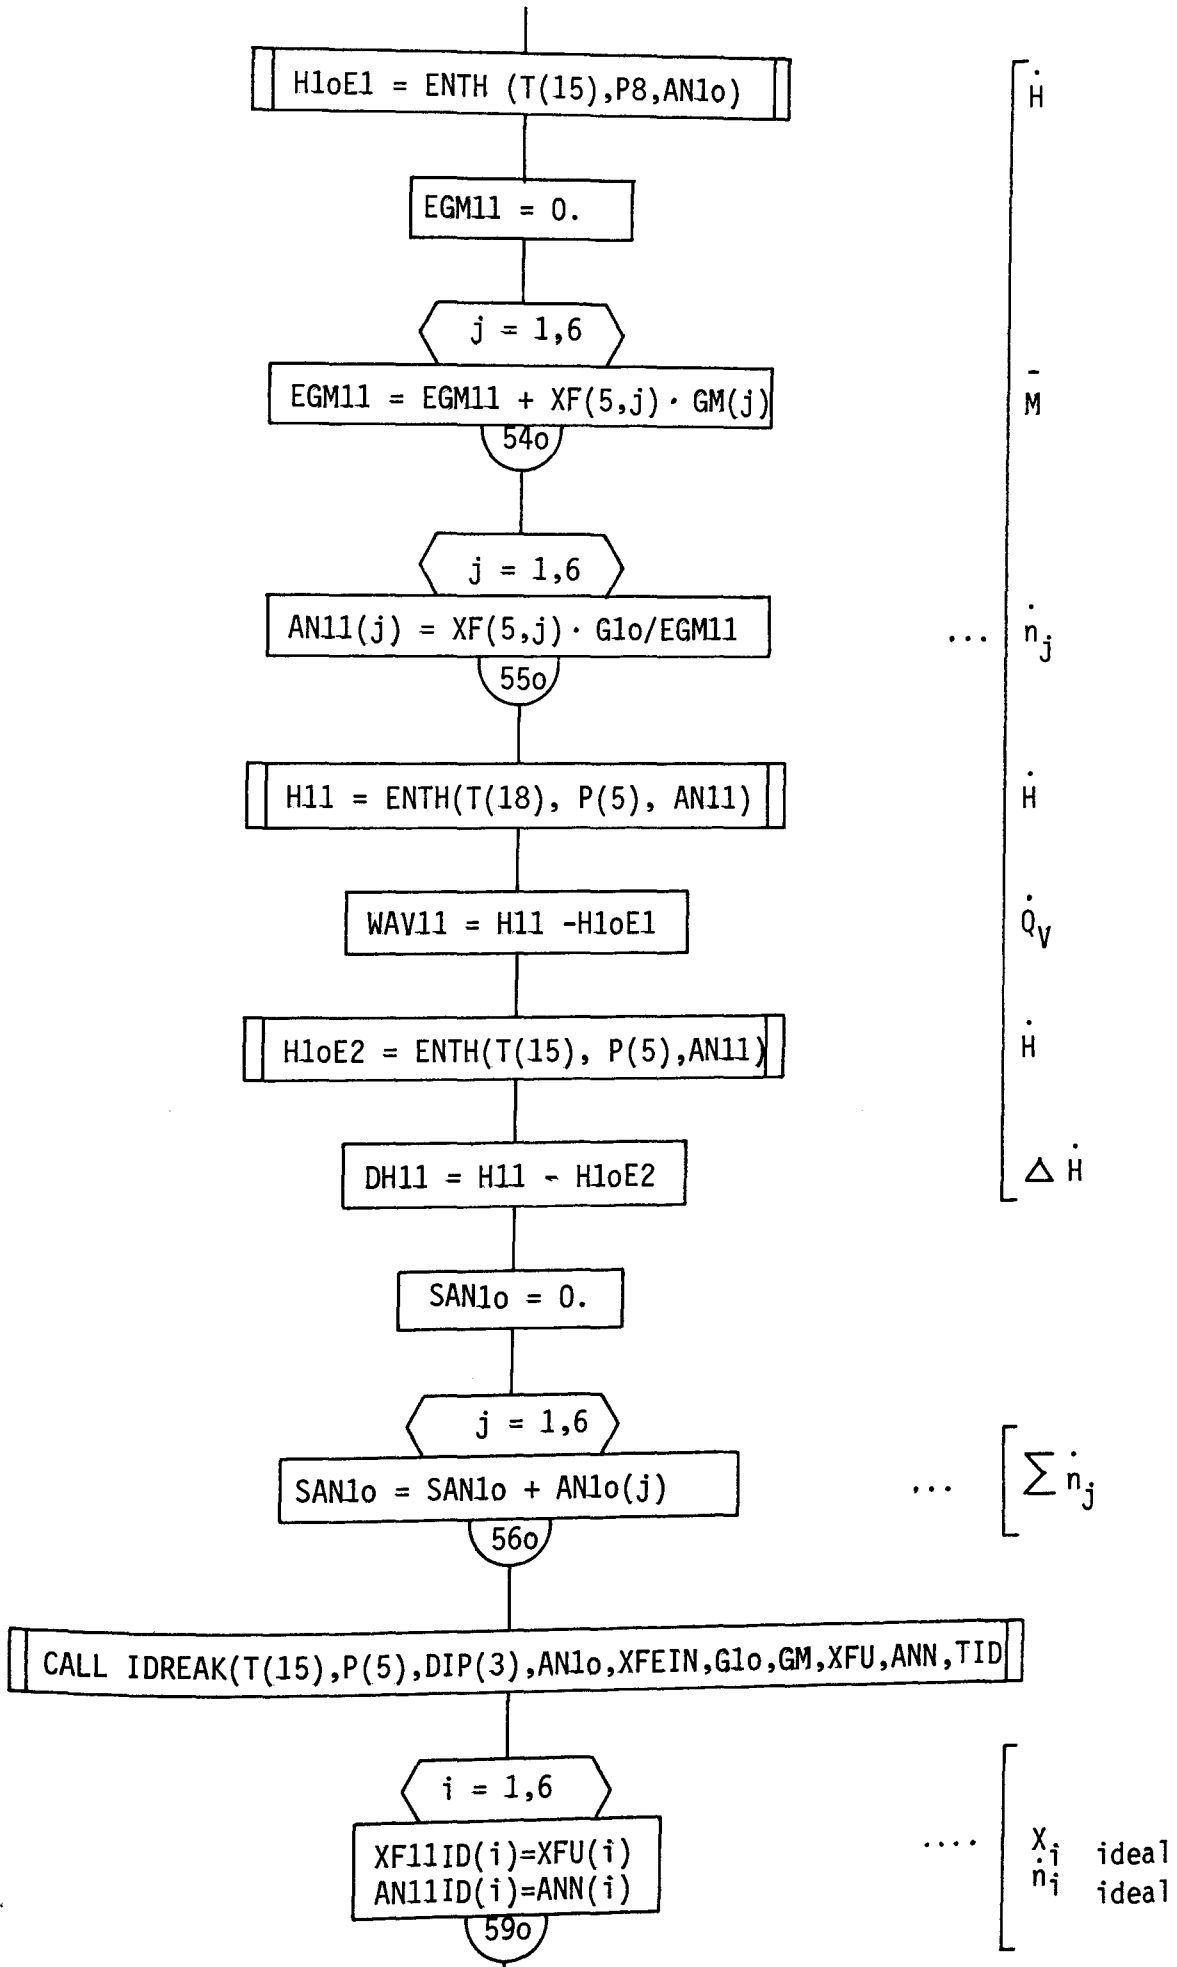 H1oE1 = ENTH (T(15),P8,AN1o)
Ḣ
EGM11 = 0.
j = 1,6
EGM11 = EGM11 + XF(5,j)· GM(j)
M̄
54o
j = 1,6
AN11(j) = XF(5,j)· G1o/EGM11
... ṅj
55o
H11 = ENTH(T(18), P(5), AN11)
Ḣ
WAV11 = H11 -H1oE1
Q̇V
H1oE2 = ENTH(T(15), P(5),AN11)
Ḣ
DH11 = H11 - H1oE2
Δ Ḣ
SAN1o = 0.
j = 1,6
SAN1o = SAN1o + AN1o(j)
... ∑ ṅj
56o
CALL IDREAK(T(15),P(5),DIP(3),AN1o,XFEIN,G1o,GM,XFU,ANN,TID
i = 1,6
XF11ID(i)=XFU(i)
.... Xi ideal
AN11ID(i)=ANN(i)
ṅi ideal
59o